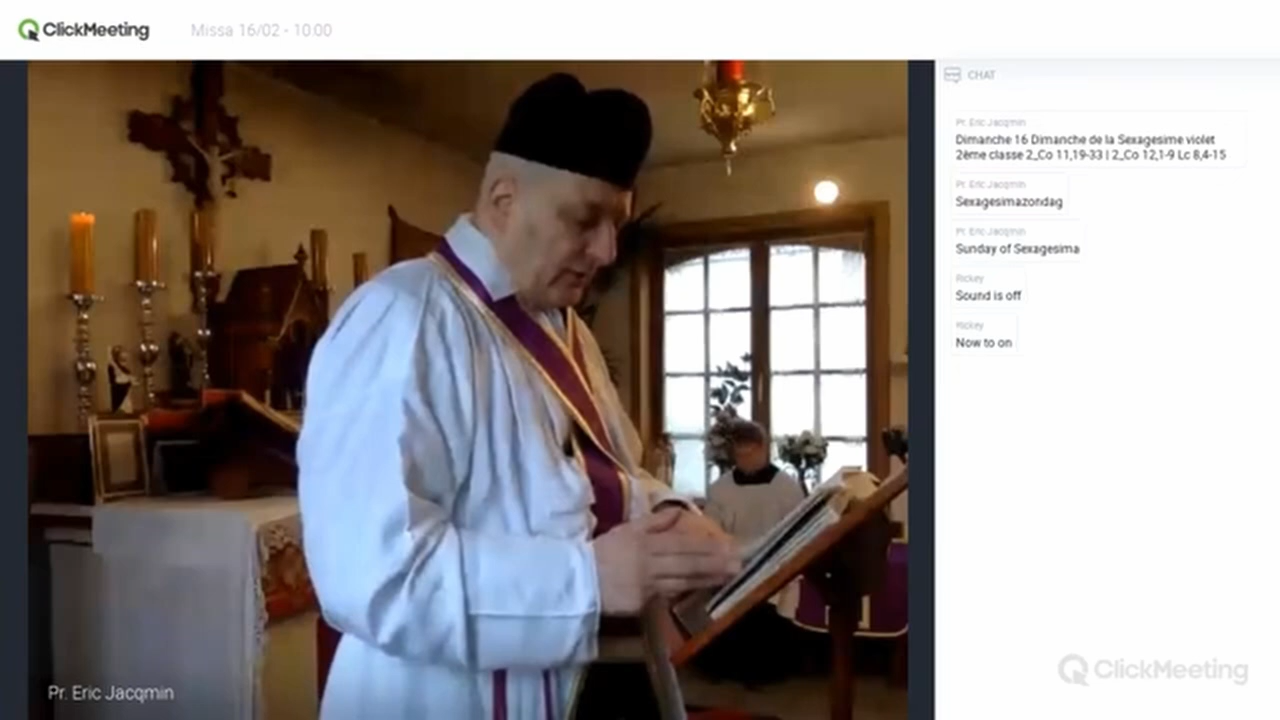 ClickMeeting
Missa 16/02 - 10:00
CHAT
Pr. Eric Jacqmin
Dimanche 16 Dimanche de la Sexagesime violet
2ème classe 2_Co 11,19-33 | 2_Co 12,1-9 Lc 8,4-15
Pr. Eric Jacqmin
Sexagesimazondag
Pr. Eric Jacqmin
Sunday of Sexagesima
Rickey
Sound is off
Rickey
Now to on
Pr. Eric Jacqmin
ClickMeeting